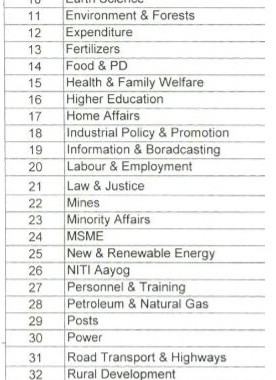 10 Earth Science
11 Environment & Forests
12 Expenditure
13 Fertilizers
14 Food & PD
15 Health & Family Welfare
16 Higher Education
17 Home Affairs
18 Industrial Policy & Promotion
19 Information & Boradcasting
20 Labour & Employment
21 Law & Justice
22 Mines
23 Minority Affairs
24 MSME
25 New & Renewable Energy
26 NITI Aayog
27 Personnel & Training
28 Petroleum & Natural Gas
29 Posts
30 Power
31 Road Transport & Highways
32 Rural Development